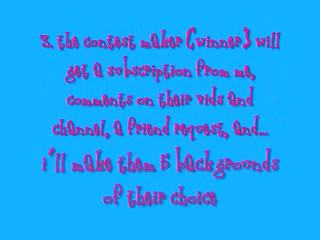 3. the contest maker (winner) will
get a subscription from me,
comments on their vids and
channel, a friend request, and...
i'll make them 5 backgrounds
of their choice